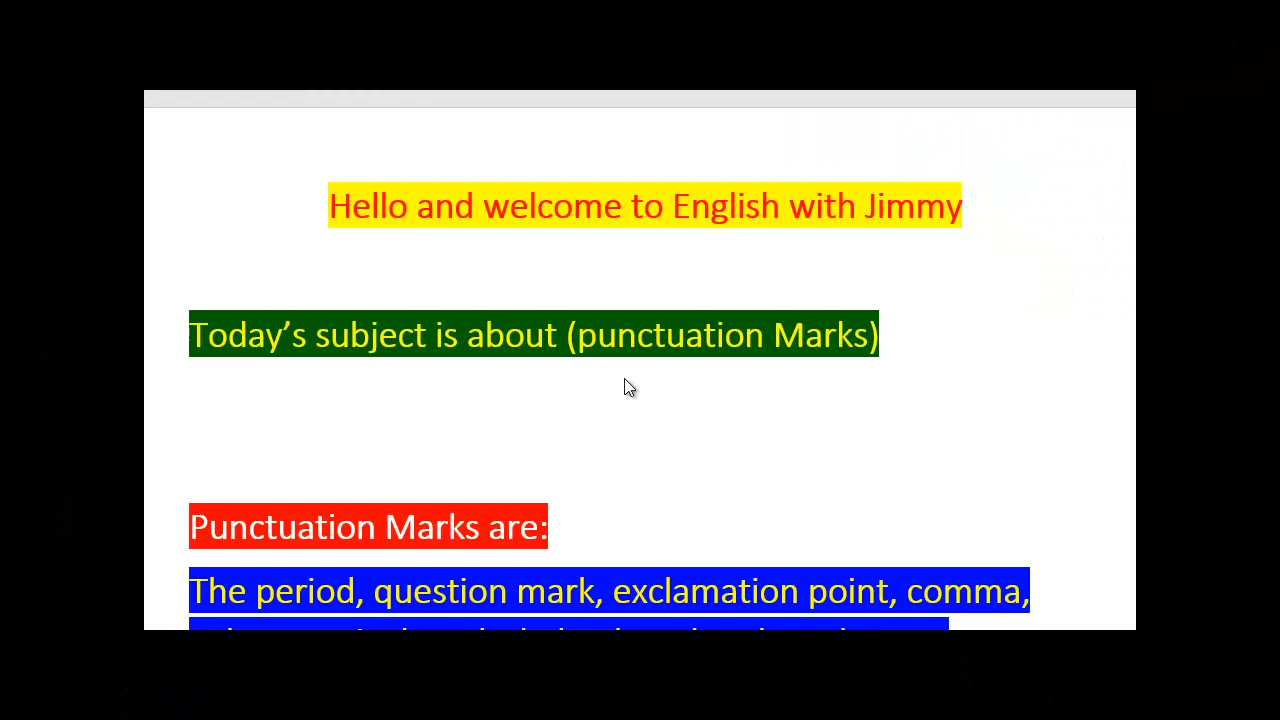 Hello and welcome to English with Jimmy
Today’s subject is about (punctuation Marks)
Punctuation Marks are:
The period, question mark, exclamation point, comma,